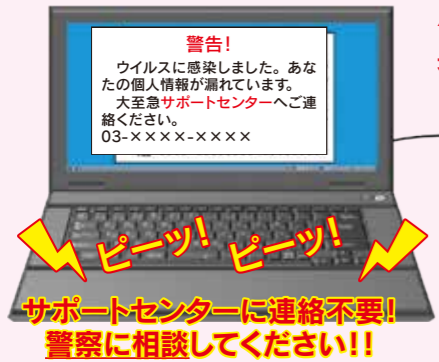 警告!
ウイルスに感染しました。あな
たの個人情報が漏れています。
大至急サポートセンターへご連
絡ください。
03-××××-××××
ピーッ! ピーッ!
サポートセンターに連絡不要!
警察に相談してください!!